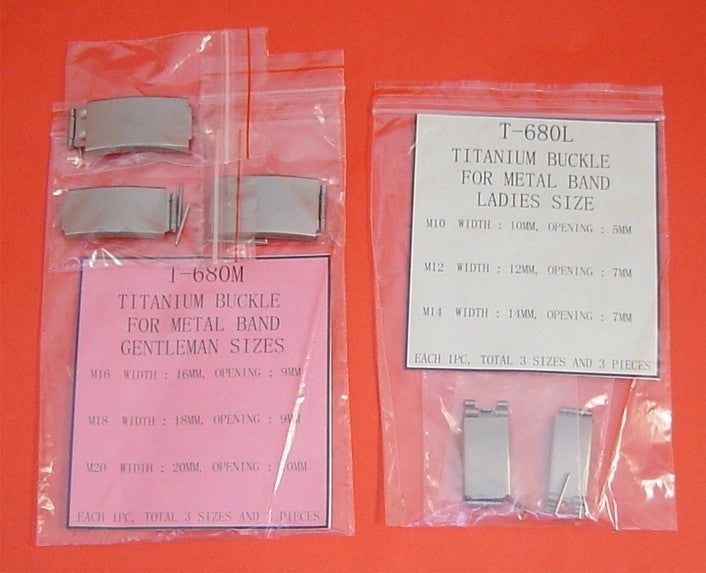 T-680M
TITANIUM BUCKLE
FOR METAL BAND
GENTLEMAN SIZES
M16 WIDTH : 16MM, OPENING : 9MM
M18 WIDTH : 18MM, OPENING : 9MM
M20 WIDTH : 20MM, OPENING : 10MM
EACH 1PC, TOTAL 3 SIZES AND 3 PIECES
T-680L
TITANIUM BUCKLE
FOR METAL BAND
LADIES SIZE
M10 WIDTH : 10MM, OPENING : 5MM
M12 WIDTH : 12MM, OPENING : 7MM
M14 WIDTH : 14MM, OPENING : 7MM
EACH 1PC, TOTAL 3 SIZES AND 3 PIECES